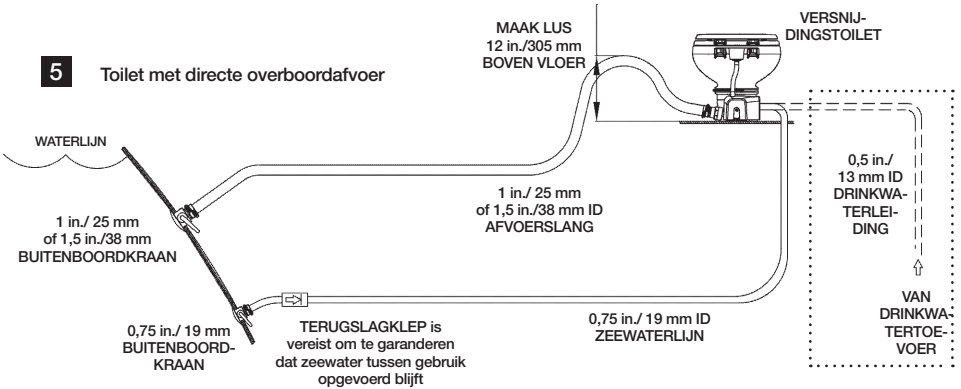 5 Toilet met directe overboordafvoer
MAAK LUS
12 in./305 mm
BOVEN VLOER
VERSNIJ-
DINGSTOILET
WATERLIJN
1 in./ 25 mm
of 1,5 in./38 mm
BUITENBOORDKRAAN
1 in./ 25 mm
of 1,5 in./38 mm ID
AFVOERSLANG
0,5 in./
13 mm ID
DRINKWA-
TERLEI-
DING
0,75 in./ 19 mm
BUITENBOORD-
KRAAN
TERUGSLAGKLEP is
vereist om te garanderen
dat zeewater tussen gebruik
opgevoerd blijft
0,75 in./ 19 mm ID
ZEEWATERLIJN
VAN
DRINKWA-
TERTOE-
VOER